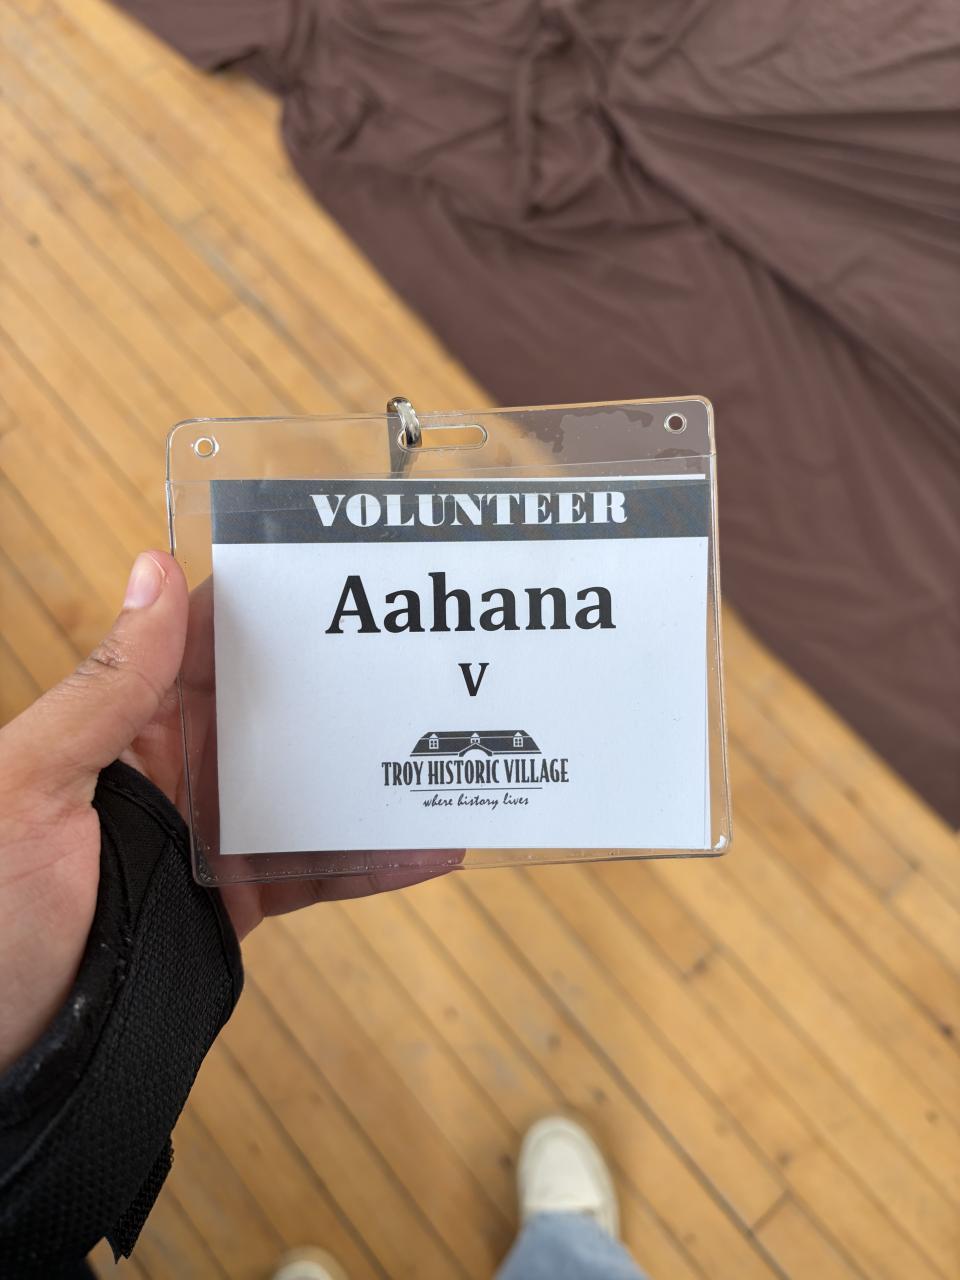 VOLUNTEER
Aahana
V
TROY HISTORIC VILLAGE
where history lives